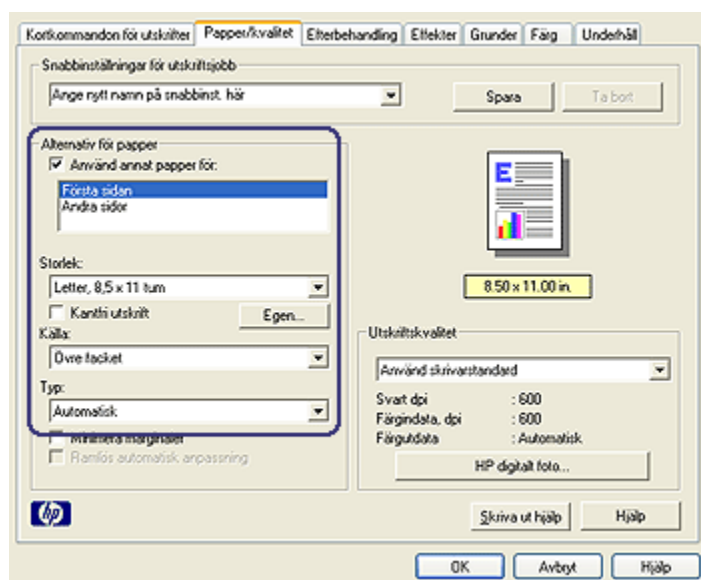 Kortkommandon för utskrifter Papper/kvalitet Efterbehandling Effekter Grunder Färg Underhåll
Snabbinställningar för utskriftsjobb
Ange nytt namn på snabbinst. här
Spara
Ta bort
Alternativ för papper
Använd annat papper för:
Första sidan
Andra sidor
Storlek:
Letter, 8,5 x 11 tum
Kantfri utskrift
Egen...
Källa:
Övre facket
Typ:
Automatisk
Minimera marginaler
Ramlös automatisk anpassning
E
8.50 x 11.00 in.
Utskriftskvalitet
Använd skrivarstandard
Svart dpi : 600
Färgindata, dpi : 600
Färgutdata : Automatisk
HP digitalt foto...
hp
Skriva ut hjälp
Hjälp
OK
Avbryt
Hjälp